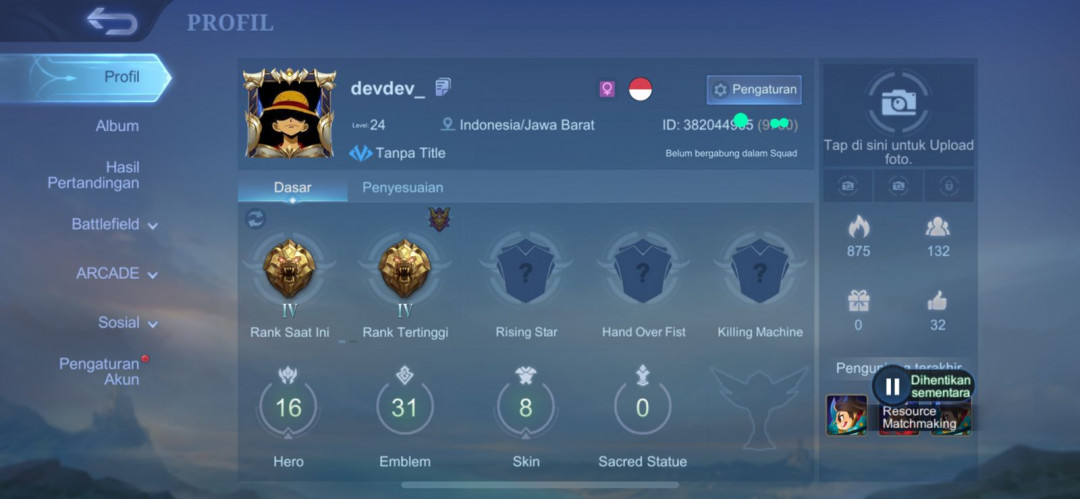 PROFIL
Profil
Album
Hasil
Pertandingan
Battlefield
ARCADE
Sosial
Pengaturan
Akun
devdev_
Pengaturan
Level 24
Indonesia/Jawa Barat
ID:
Tanpa Title
Belum bergabung dalam Squad
Dasar
Penyesuaian
IV
IV
Rank Saat Ini
Rank Tertinggi
Rising Star
Hand Over Fist
Killing Machine
16
31
8
0
Hero
Emblem
Skin
Sacred Statue
Tap di sini untuk Upload
foto.
875
132
0
32
terakhir
Dihentikan
sementara
Resource
Matchmaking